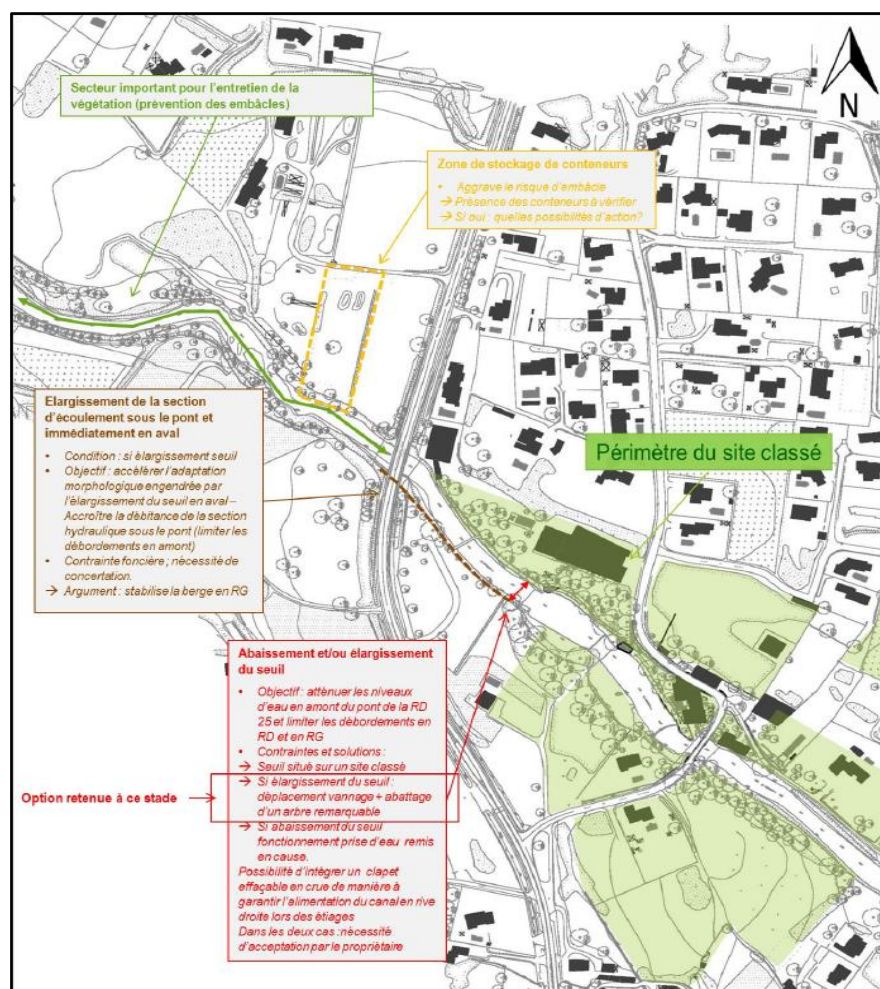 Secteur important pour l'entretien de la
végétation (prévention des embâcles)
N
Zone de stockage de conteneurs
• Aggrave le risque d'embâcle
→ Présence des conteneurs à vérifier
→ Si oui : quelles possibilités d'action?
Elargissement de la section
d'écoulement sous le pont et
immédiatement en aval
• Condition : si élargissement seuil
• Objectif : accélérer l'adaptation
morphologique engendrée par
l'élargissement du seuil en aval –
Accroître la débitance de la section
hydraulique sous le pont (limiter les
débordements en amont)
• Contrainte foncière ; nécessité de
concertation.
→ Argument : stabilise la berge en RG
Périmètre du site classé
Abaissement et/ou élargissement
du seuil
• Objectif : atténuer les niveaux
d'eau en amont du pont de la RD
25 et limiter les débordements en
RD et en RG
• Contraintes et solutions :
→ Seuil situé sur un site classé
→ Si élargissement du seuil :
déplacement vannage + abattage
d'un arbre remarquable
→ Si abaissement du seuil
fonctionnement prise d'eau remis
en cause.
Possibilité d'intégrer un clapet
effaçable en crue de manière à
garantir l'alimentation du canal en rive
droite lors des étiages
Dans les deux cas : nécessité
d'acceptation par le propriétaire
Option retenue à ce stade